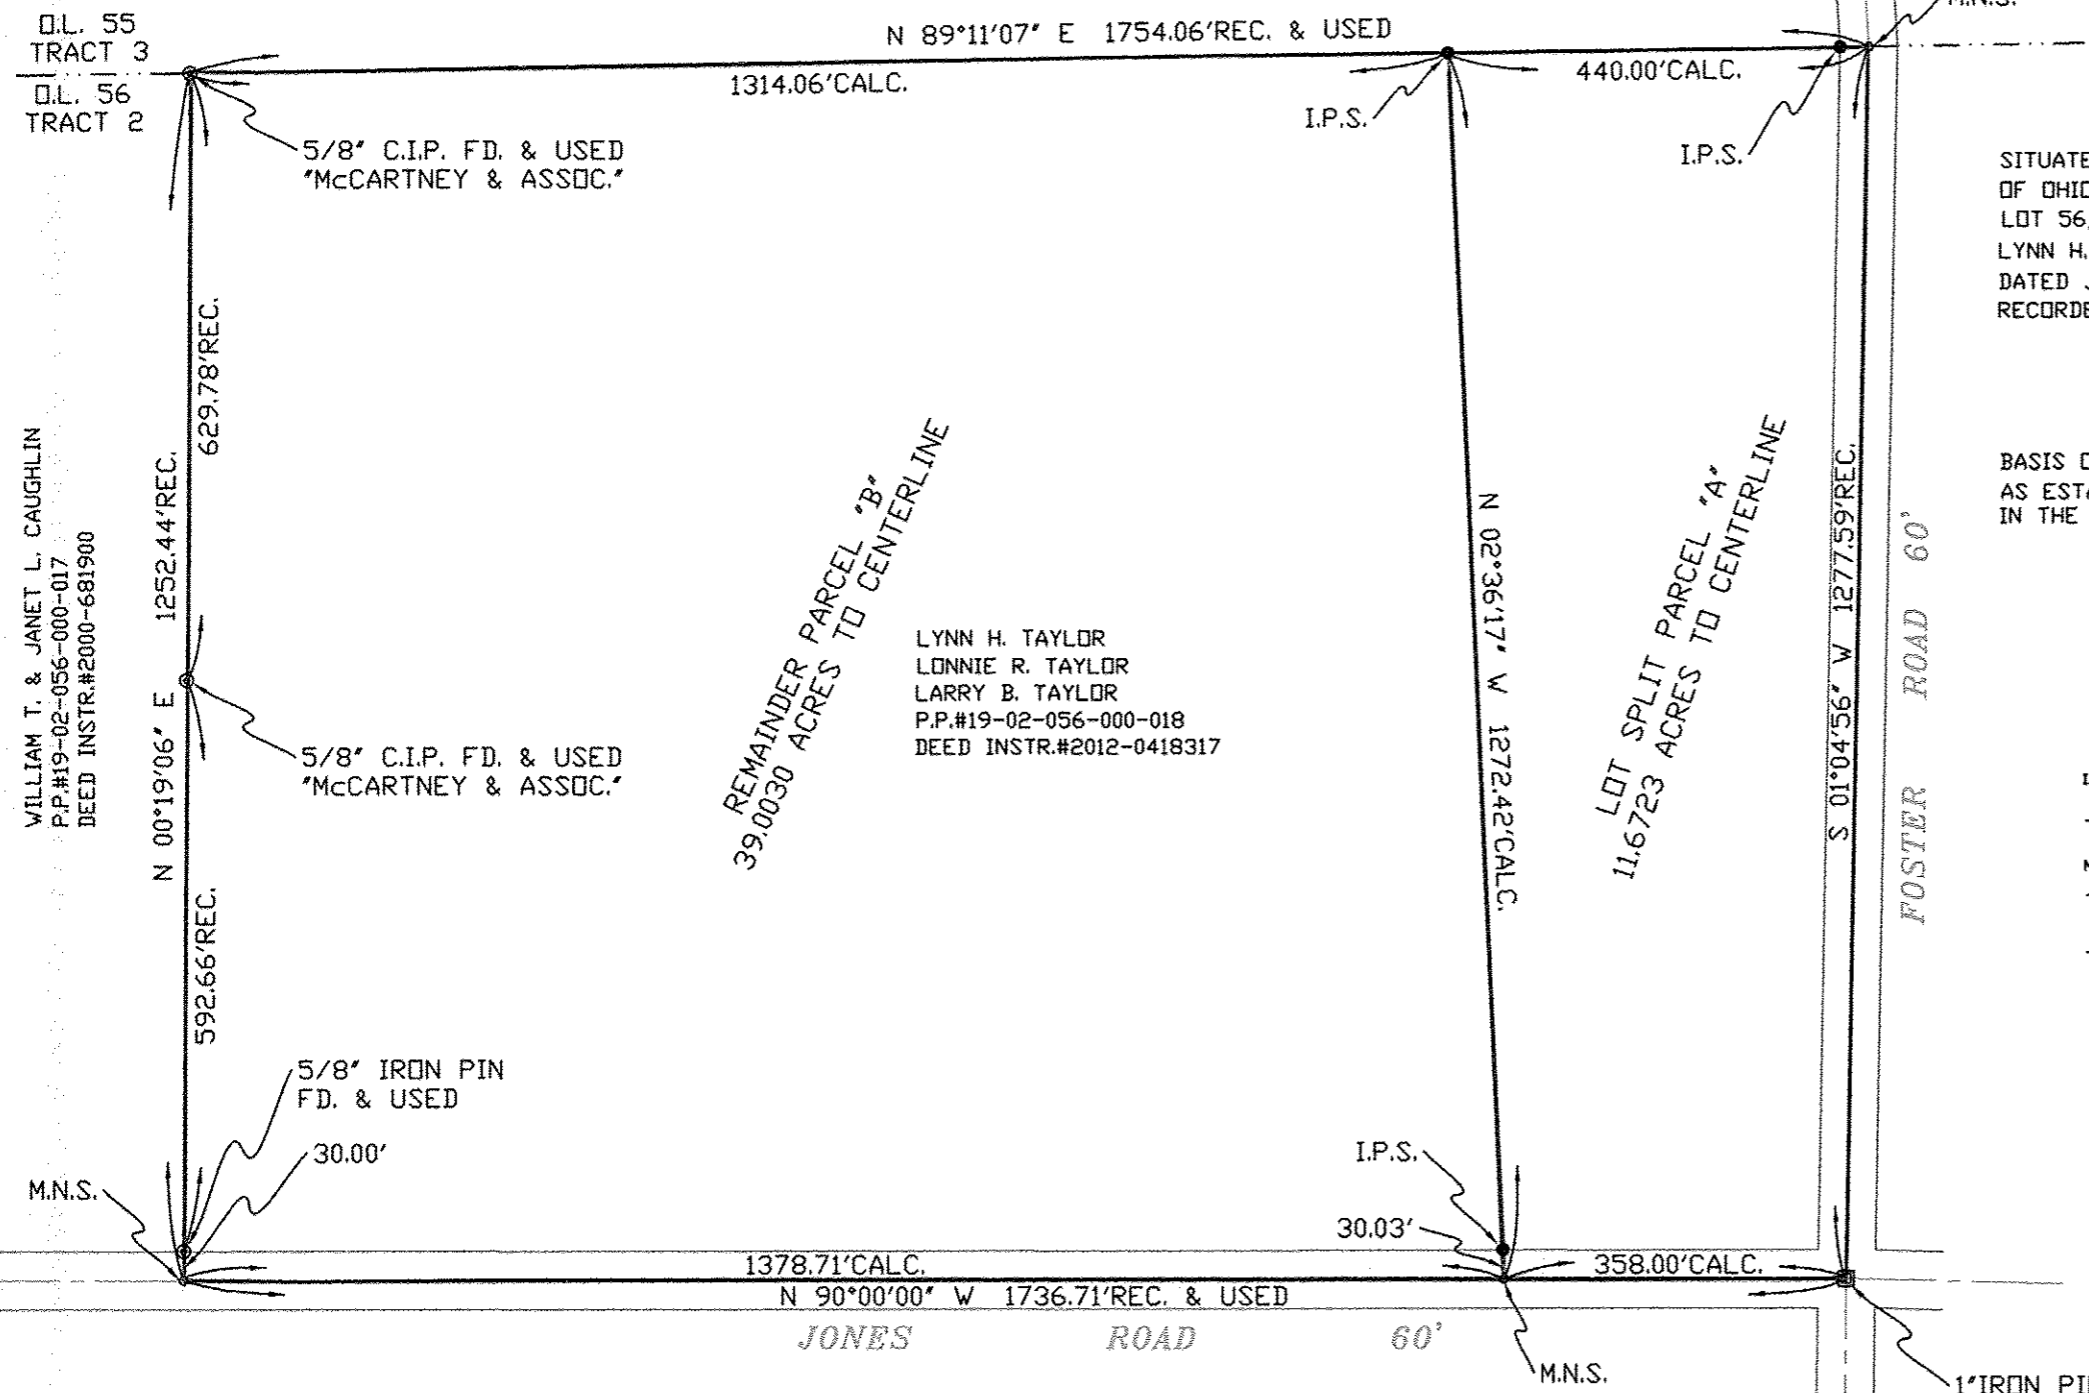 O.L. 55
TRACT 3
O.L. 56
TRACT 2
N 89°11'07" E 1754.06'REC. & USED
1314.06'CALC.
440.00'CALC.
M.N.S.
I.P.S.
I.P.S.
5/8" C.I.P. FD. & USED
"McCARTNEY & ASSOC."
SITUATE
OF OHIO
LOT 56,
LYNN H.
DATED
RECORDE
BASIS
AS EST
IN THE
WILLIAM T. & JANET L. CAUGHLIN
P.P.#19-02-056-000-017
DEED INSTR.#2000-681900
N 00°19'06" E 1252.44'REC.
629.78'REC.
592.66'REC.
5/8" C.I.P. FD. & USED
"McCARTNEY & ASSOC."
REMAINDER PARCEL "B"
39.0030 ACRES TO CENTERLINE
LYNN H. TAYLOR
LONNIE R. TAYLOR
LARRY B. TAYLOR
P.P.#19-02-056-000-018
DEED INSTR.#2012-0418317
N 02°36'17" W 1272.42'CALC.
LOT SPLIT PARCEL "A"
11.6723 ACRES TO CENTERLINE
S 01°04'56" W 1277.59'REC.
FOSTER ROAD 60'
5/8" IRON PIN
FD. & USED
30.00'
M.N.S.
I.P.S.
30.03'
1378.71'CALC.
358.00'CALC.
N 90°00'00" W 1736.71'REC. & USED
JONES ROAD 60'
M.N.S.
1"IRON PI